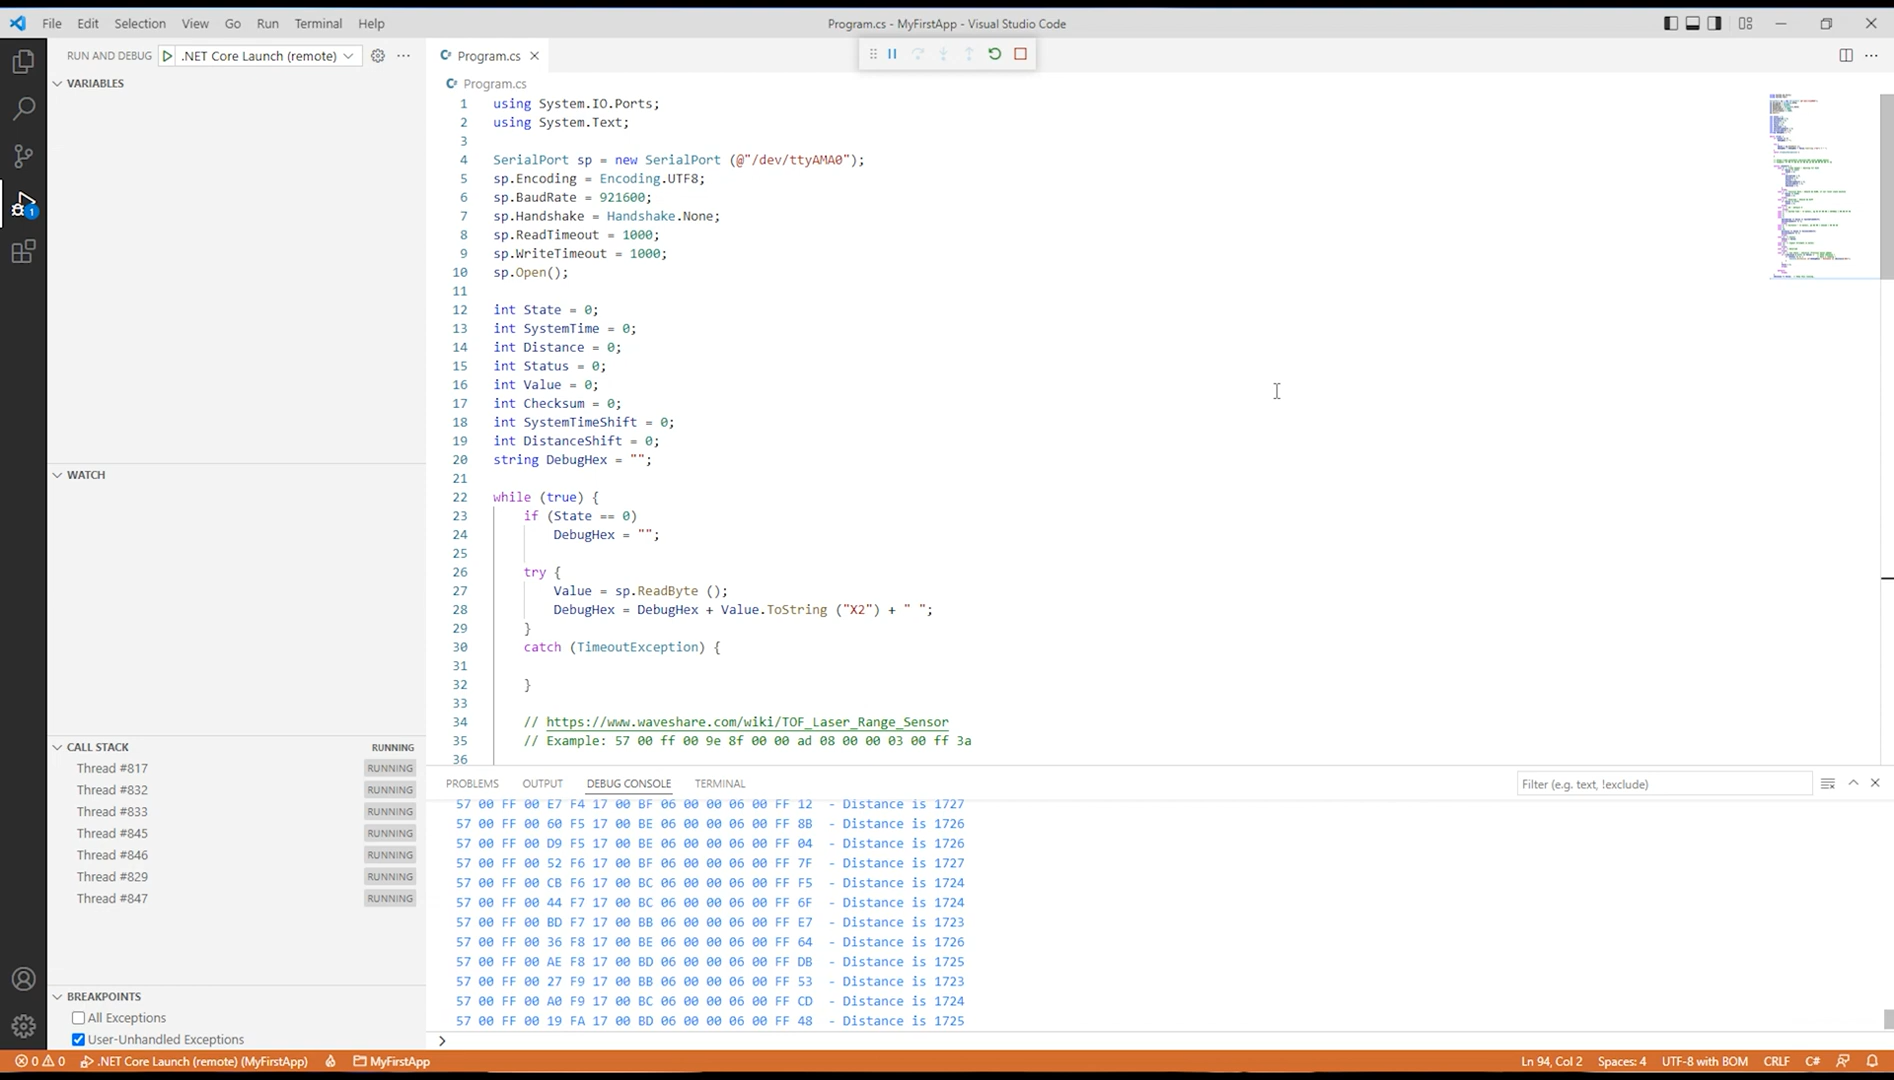 File Edit Selection View Go Run Terminal Help
Program.cs - MyFirstApp - Visual Studio Code
RUN AND DEBUG .NET Core Launch (remote)
Program.cs
VARIABLES
Program.cs
1 using System.IO.Ports;
2 using System.Text;
3
4 SerialPort sp = new SerialPort (@"/dev/ttyAMA0");
5 sp.Encoding = Encoding.UTF8;
6 sp.BaudRate = 921600;
7 sp.Handshake = Handshake.None;
8 sp.ReadTimeout = 1000;
9 sp.WriteTimeout = 1000;
10 sp.Open();
11
12 int State = 0;
13 int SystemTime = 0;
14 int Distance = 0;
15 int Status = 0;
16 int Value = 0;
17 int Checksum = 0;
18 int SystemTimeShift = 0;
19 int DistanceShift = 0;
20 string DebugHex = "";
21
22 while (true) {
23 if (State == 0)
24 DebugHex = "";
25
26 try {
27 Value = sp.ReadByte ();
28 DebugHex = DebugHex + Value.ToString ("X2") + " ";
29 }
30 catch (TimeoutException) {
31
32 }
33
34 // https://www.waveshare.com/wiki/TOF_Laser_Range_Sensor
35 // Example: 57 00 ff 00 9e 8f 00 00 ad 08 00 00 03 00 ff 3a
36
1
WATCH
CALL STACK RUNNING
Thread #817 RUNNING
Thread #832 RUNNING
Thread #833 RUNNING
Thread #845 RUNNING
Thread #846 RUNNING
Thread #829 RUNNING
Thread #847 RUNNING
BREAKPOINTS
All Exceptions
User-Unhandled Exceptions
PROBLEMS OUTPUT DEBUG CONSOLE TERMINAL
Filter (e.g. text, !exclude)
57 00 FF 00 E7 F4 17 00 BF 06 00 00 06 00 FF 12 - Distance is 1727
57 00 FF 00 60 F5 17 00 BE 06 00 00 06 00 FF 8B - Distance is 1726
57 00 FF 00 D9 F5 17 00 BE 06 00 00 06 00 FF 04 - Distance is 1726
57 00 FF 00 52 F6 17 00 BF 06 00 00 06 00 FF 7F - Distance is 1727
57 00 FF 00 CB F6 17 00 BC 06 00 00 06 00 FF F5 - Distance is 1724
57 00 FF 00 44 F7 17 00 BC 06 00 00 06 00 FF 6F - Distance is 1724
57 00 FF 00 BD F7 17 00 BB 06 00 00 06 00 FF E7 - Distance is 1723
57 00 FF 00 36 F8 17 00 BE 06 00 00 06 00 FF 64 - Distance is 1726
57 00 FF 00 AE F8 17 00 BD 06 00 00 06 00 FF DB - Distance is 1725
57 00 FF 00 27 F9 17 00 BB 06 00 00 06 00 FF 53 - Distance is 1723
57 00 FF 00 A0 F9 17 00 BC 06 00 00 06 00 FF CD - Distance is 1724
57 00 FF 00 19 FA 17 00 BD 06 00 00 06 00 FF 48 - Distance is 1725
>
0 0 .NET Core Launch (remote) (MyFirstApp) MyFirstApp
Ln 94, Col 2 Spaces: 4 UTF-8 with BOM CRLF C#